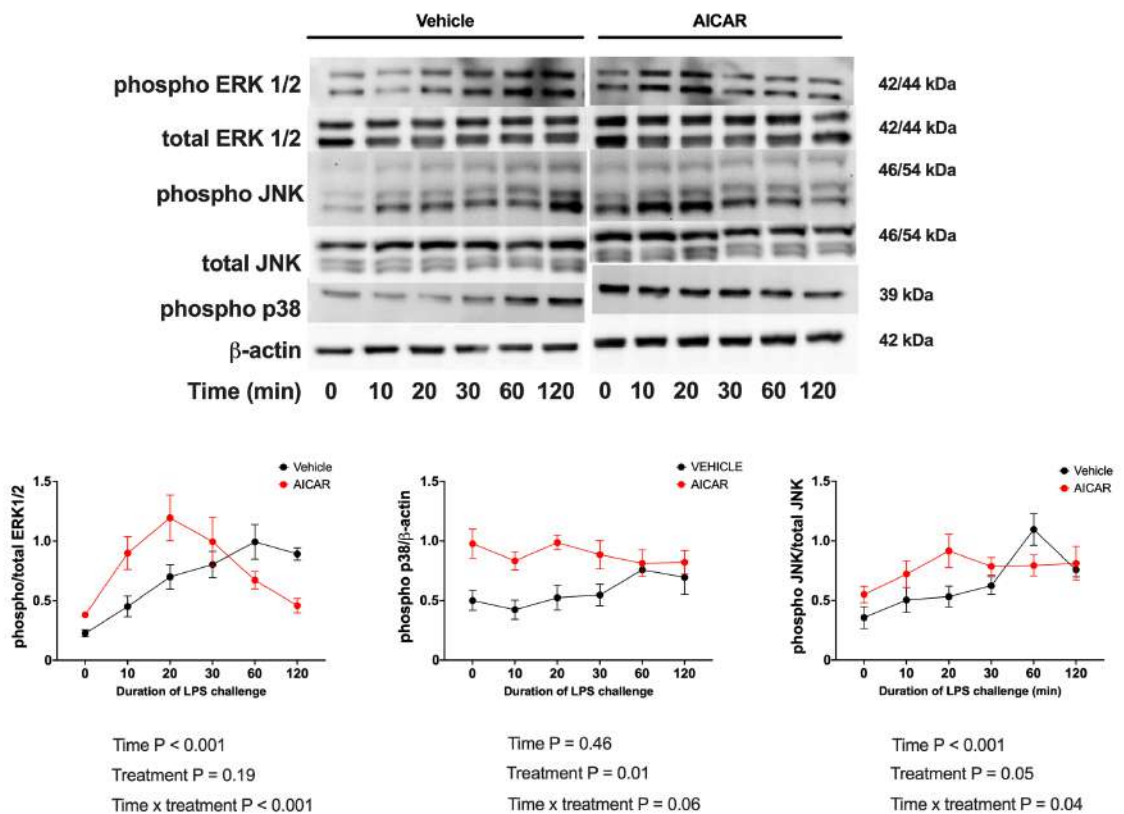 Vehicle AICAR
phospho ERK 1/2 42/44 kDa
total ERK 1/2 42/44 kDa
phospho JNK 46/54 kDa
total JNK 46/54 kDa
phospho p38 39 kDa
β-actin 42 kDa
Time (min) 0 10 20 30 60 120 0 10 20 30 60 120
phospho/total ERK1/2
1.5
1.0
0.5
0
Vehicle
AICAR
0 10 20 30 60 120
Duration of LPS challenge
Time P < 0.001
Treatment P = 0.19
Time x treatment P < 0.001
phospho p38/β-actin
1.5
1.0
0.5
0
VEHICLE
AICAR
0 10 20 30 60 120
Duration of LPS challenge
Time P = 0.46
Treatment P = 0.01
Time x treatment P = 0.06
phospho JNK/total JNK
1.5
1.0
0.5
0
Vehicle
AICAR
0 10 20 30 60 120
Duration of LPS challenge (min)
Time P < 0.001
Treatment P = 0.05
Time x treatment P = 0.04